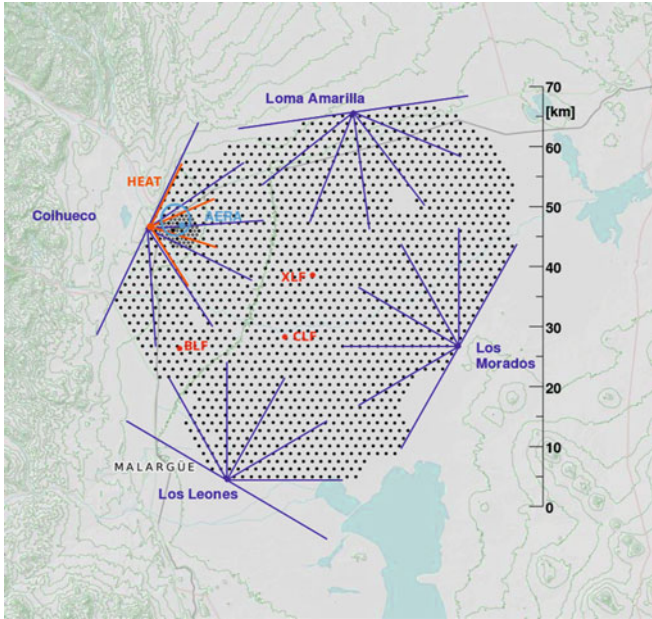 70
Loma Amarilla
[km]
60
HEAT
Coihueco
AERA
50
40
XLF
30
BLF
CLF
Los
Morados
20
10
MALARGÜE
Los Leones
0